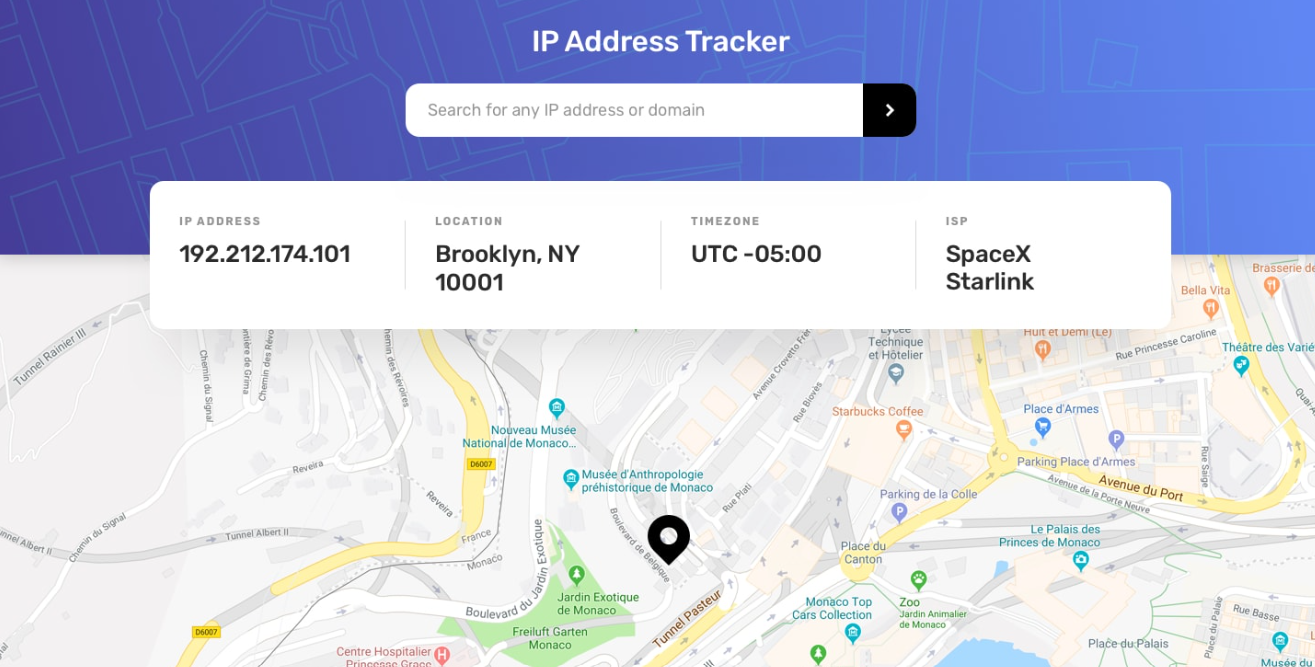 IP Address Tracker
Search for any IP address or domain
IP ADDRESS
192.212.174.101
LOCATION
Brooklyn, NY
10001
TIMEZONE
UTC -05:00
ISP
SpaceX
Starlink
Brasserie de
Bella Vita
Huit et Demi (Le)
Rue Princesse Caroline
Théâtre des Varié
Technique
et Hôtelier
Tunnel Rainier III
Chemin du Signal
Chemin des Révoires
Avenue Crovetto
Rue Biovès
Starbucks Coffee
Place d'Armes
Nouveau Musée
National de Monaco...
D6007
Parking Place d'Armes
Rue Saige
Reveira
Musée d'Anthropologie
préhistorique de Monaco
Rue Plati
Avenue du Port
Avenue de la Porte Neuve
Parking de la Colle
Reveira
Chemin du Signal
Tunnel Albert II
Tunnel Albert II
France
Monaco
Boulevard de Belgique
Place du
Canton
Le Palais des
Princes de Monaco
Boulevard du Jardin Exotique
Jardin Exotique
de Monaco
Tunnel Pasteur
Monaco Top
Cars Collection
Zoo
Jardin Animalier
de Monaco
Rue Basse
D6007
Freiluft Garten
Monaco
Centre Hospitalier
Princesse Grace
Place du Palais
Musée du